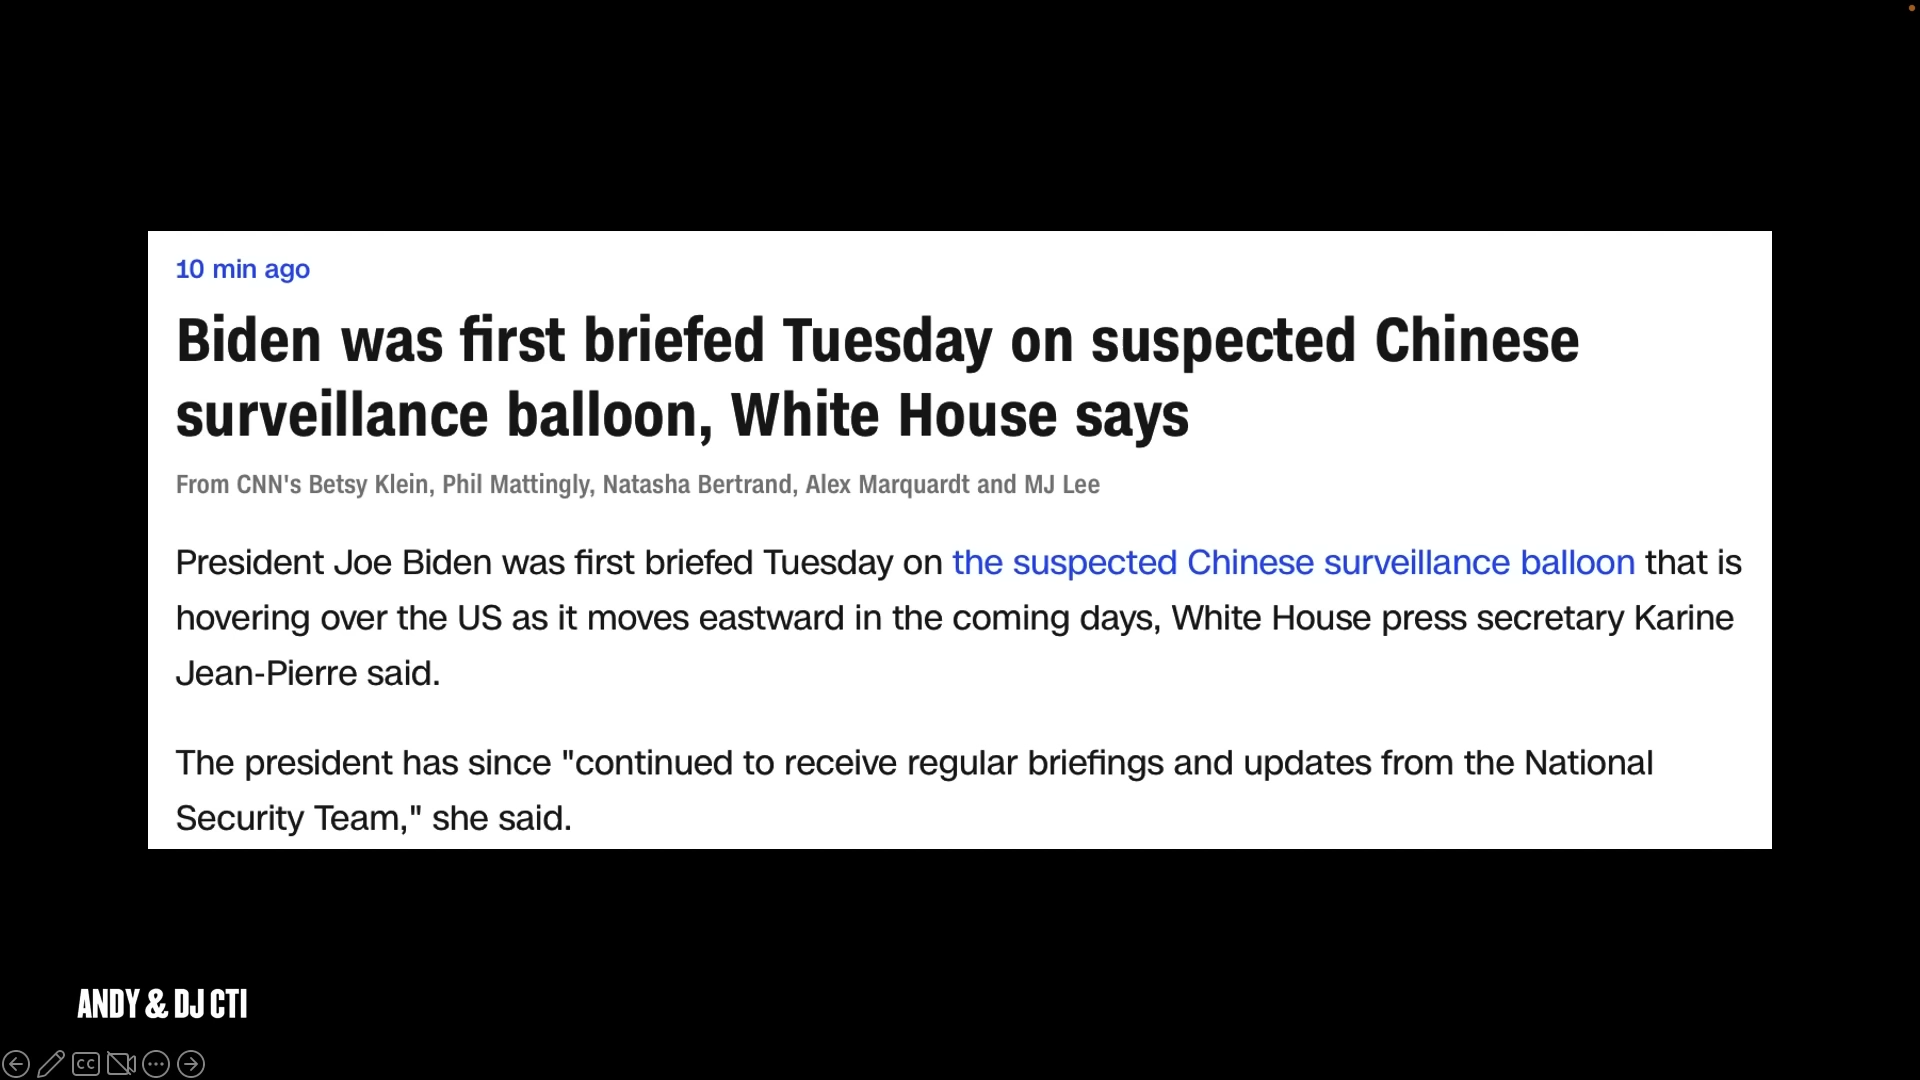 10 min ago
Biden was first briefed Tuesday on suspected Chinese
surveillance balloon, White House says
From CNN's Betsy Klein, Phil Mattingly, Natasha Bertrand, Alex Marquardt and MJ Lee
President Joe Biden was first briefed Tuesday on the suspected Chinese surveillance balloon that is
hovering over the US as it moves eastward in the coming days, White House press secretary Karine
Jean-Pierre said.
The president has since "continued to receive regular briefings and updates from the National
Security Team," she said.
ANDY & DJ CTI
CC